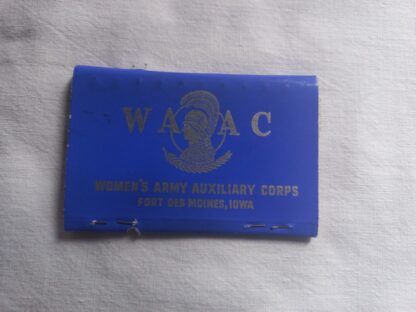 WAAC
WOMEN'S ARMY AUXILIARY CORPS
FORT DES MOINES, IOWA